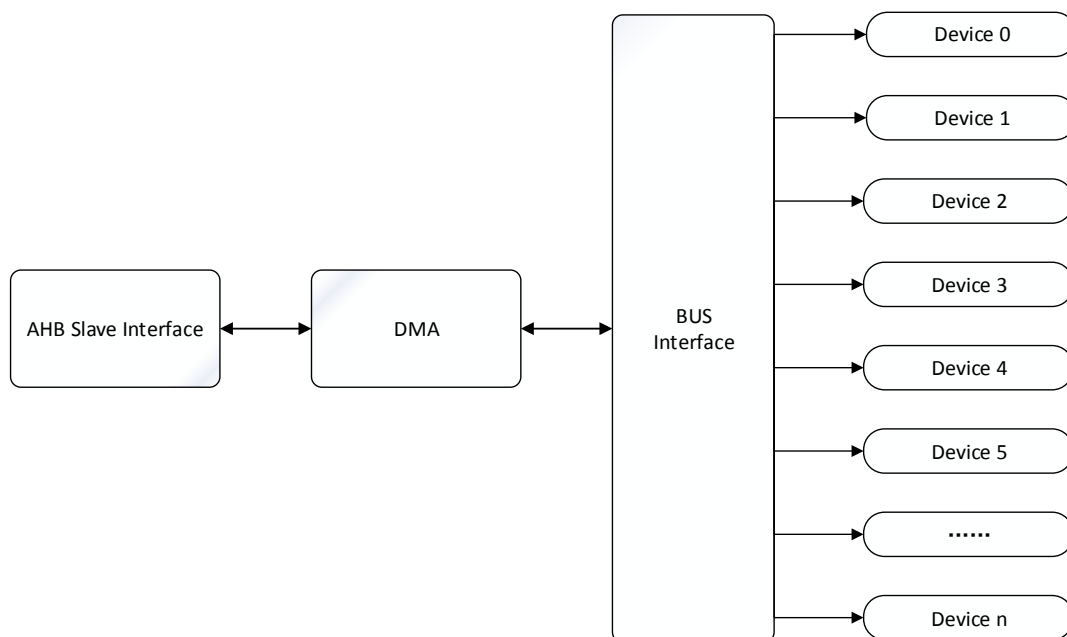 Device 0
Device 1
Device 2
Device 3
AHB Slave Interface
DMA
BUS
Interface
Device 4
Device 5
......
Device n